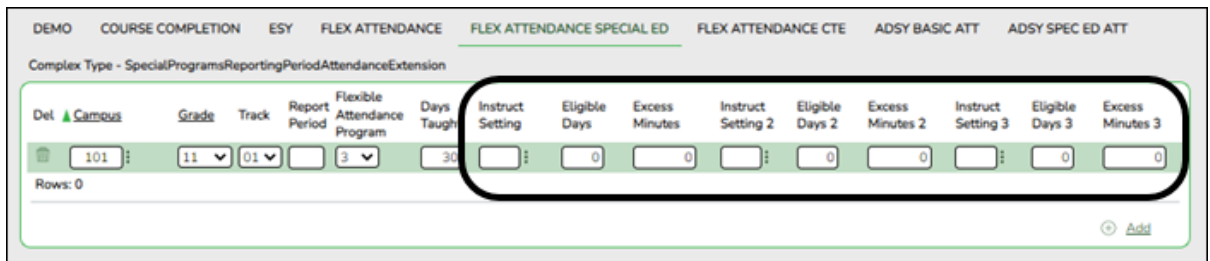 DEMO COURSE COMPLETION ESY FLEX ATTENDANCE FLEX ATTENDANCE SPECIAL ED FLEX ATTENDANCE CTE ADSY BASIC ATT ADSY SPEC ED ATT
Complex Type - SpecialProgramsReportingPeriodAttendanceExtension
Del Campus Grade Track Report Period Flexible Attendance Program Days Taught Instruct Setting Eligible Days Excess Minutes Instruct Setting 2 Eligible Days 2 Excess Minutes 2 Instruct Setting 3 Eligible Days 3 Excess Minutes 3
101 11 01 3 30 0 0 0 0 0 0
Rows: 0
Add